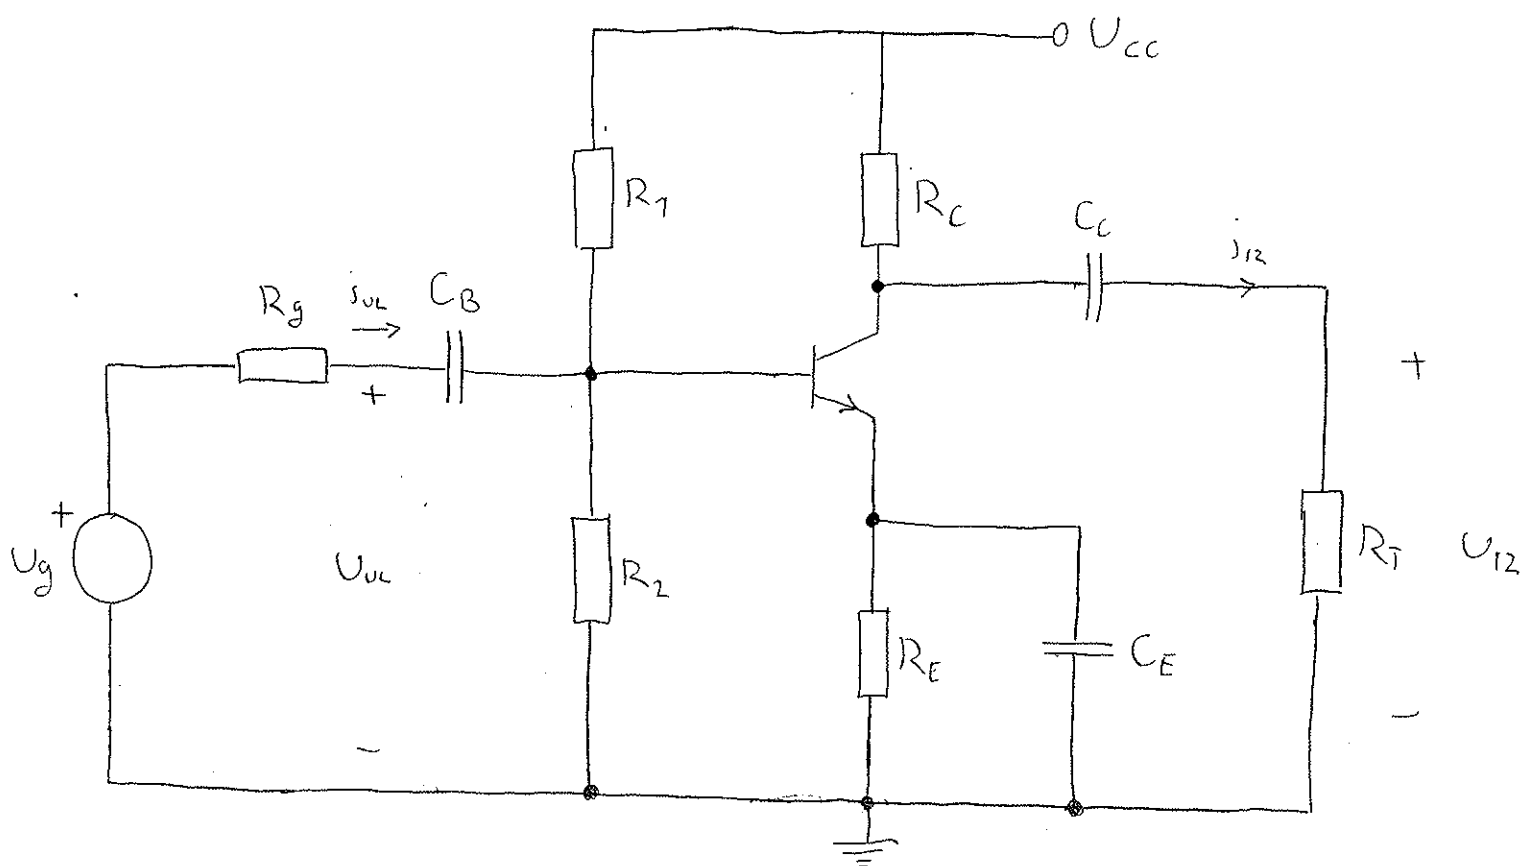 U_CC
R_1
R_C
C_C
i_iz
R_g
i_ul
C_B
+
+
+
U_g
U_ul
R_2
R_T
U_iz
R_E
C_E
−
−